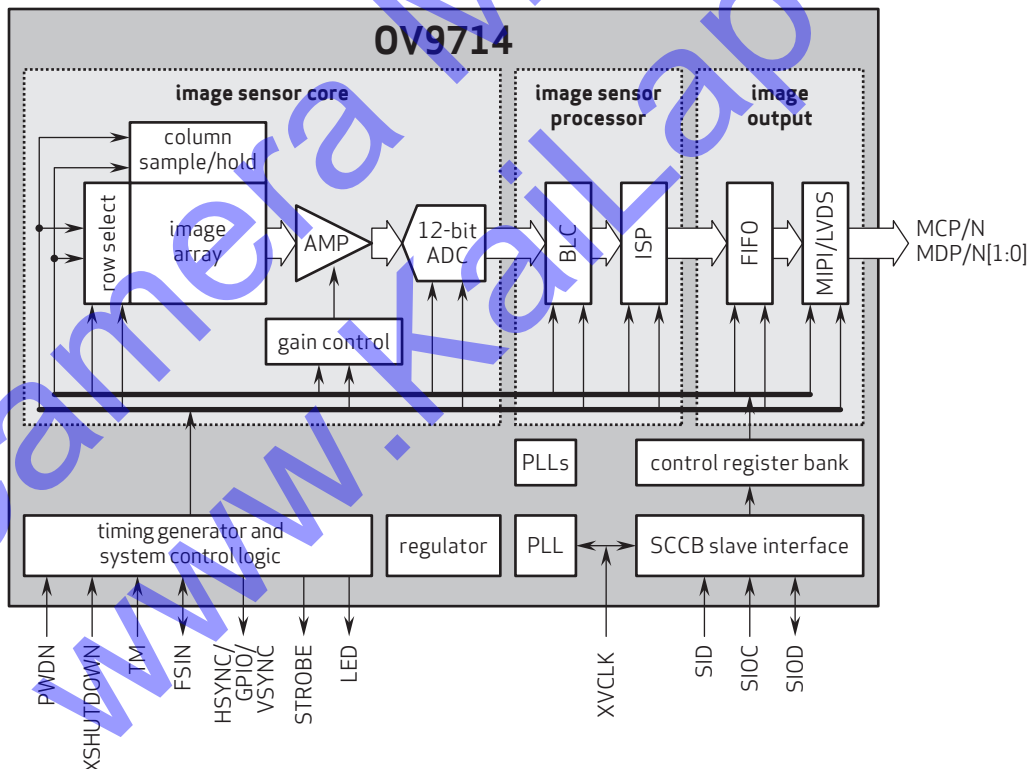 OV9714
image sensor core
image sensor
processor
image
output
column
sample/hold
row select
image
array
AMP
12-bit
ADC
gain control
BLC
ISP
FIFO
MIPI/LVDS
MCP/N
MDP/N[1:0]
PLLs
control register bank
timing generator and
system control logic
regulator
PLL
SCCB slave interface
PWDN
XSHUTDOWN
TM
FSIN
HSYNC/
GPIO/
VSYNC
STROBE
LED
XVCLK
SID
SIOC
SIOD